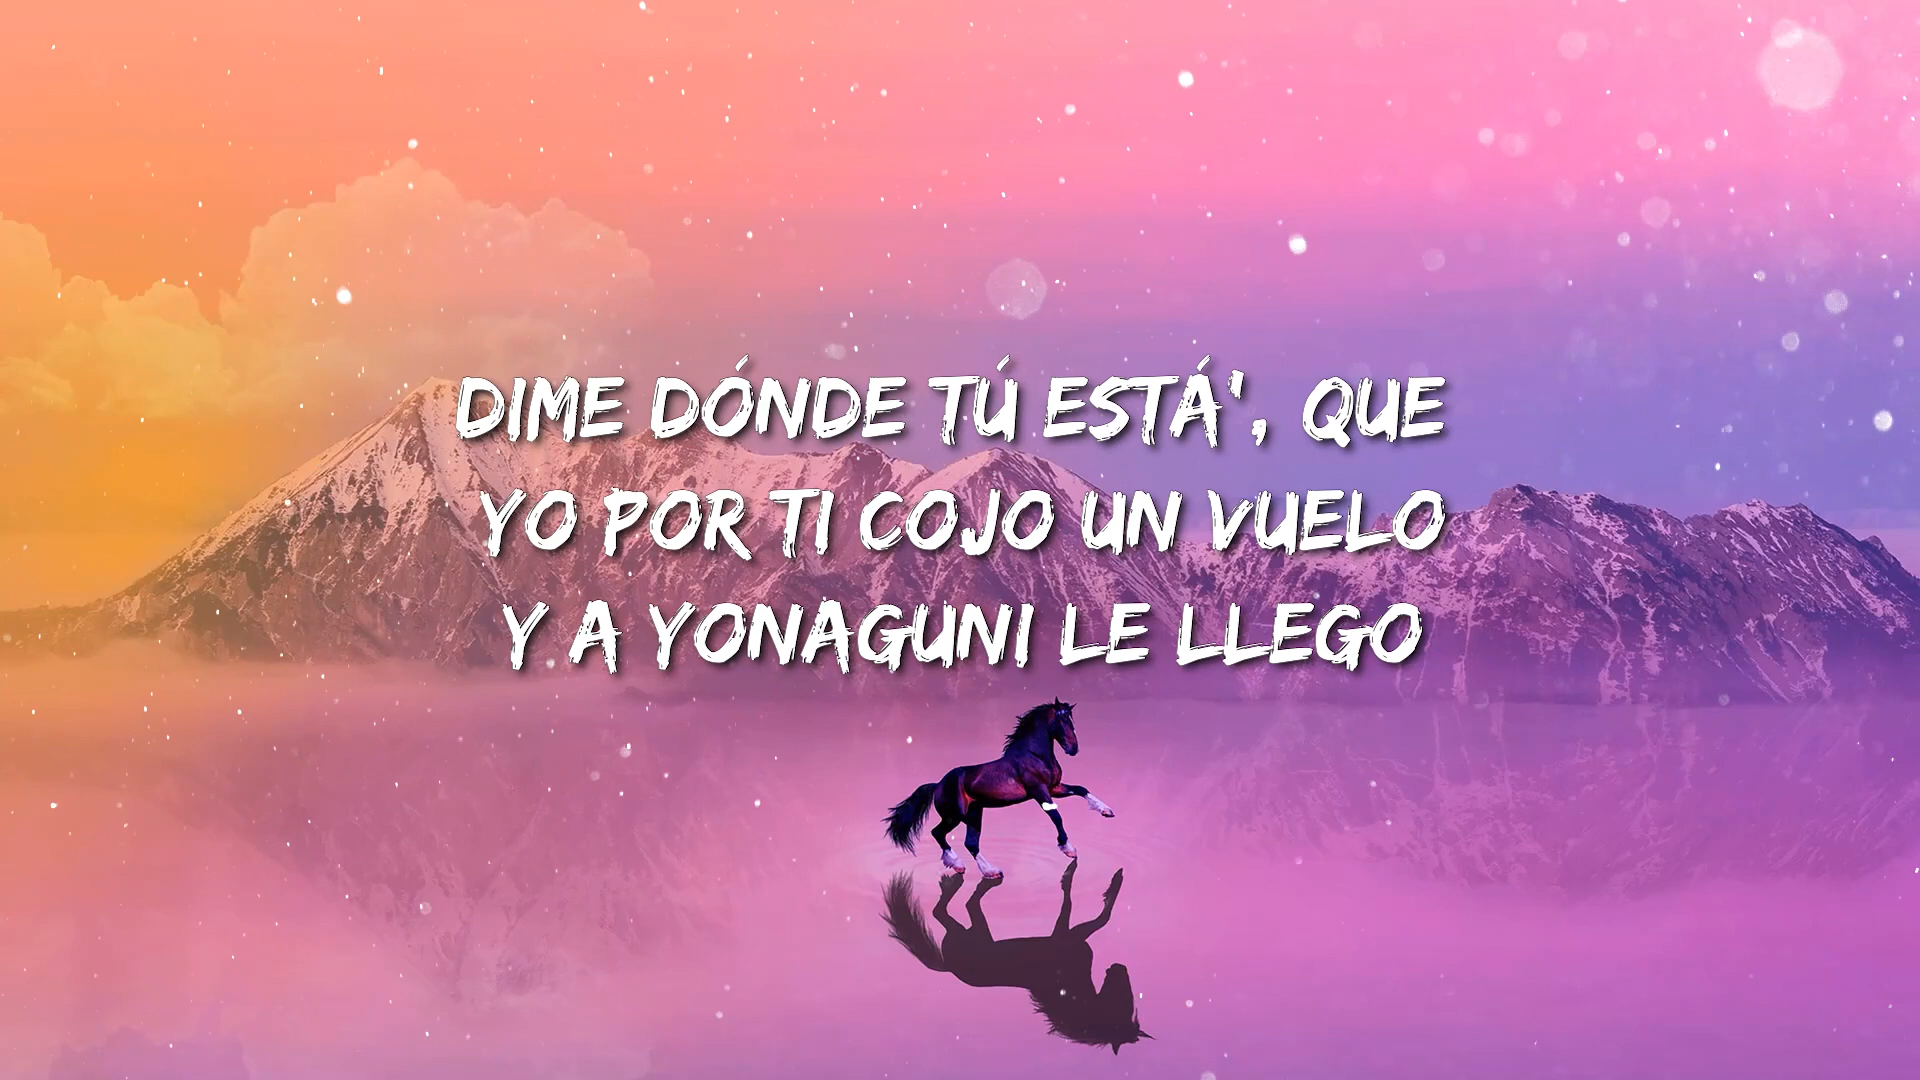 DIME DÓNDE TÚ ESTÁ', QUE
YO POR TI COJO UN VUELO
Y A YONAGUNI LE LLEGO